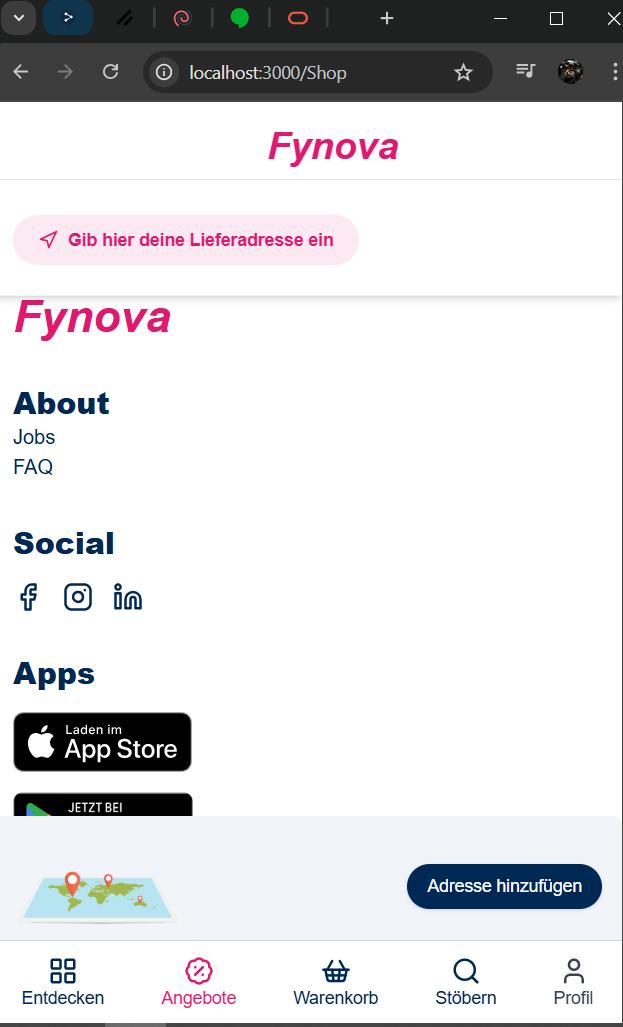 localhost:3000/Shop
Fynova
Gib hier deine Lieferadresse ein
Fynova
About
Jobs
FAQ
Social
Apps
Laden im
App Store
JETZT BEI
Adresse hinzufügen
Entdecken
Angebote
Warenkorb
Stöbern
Profil